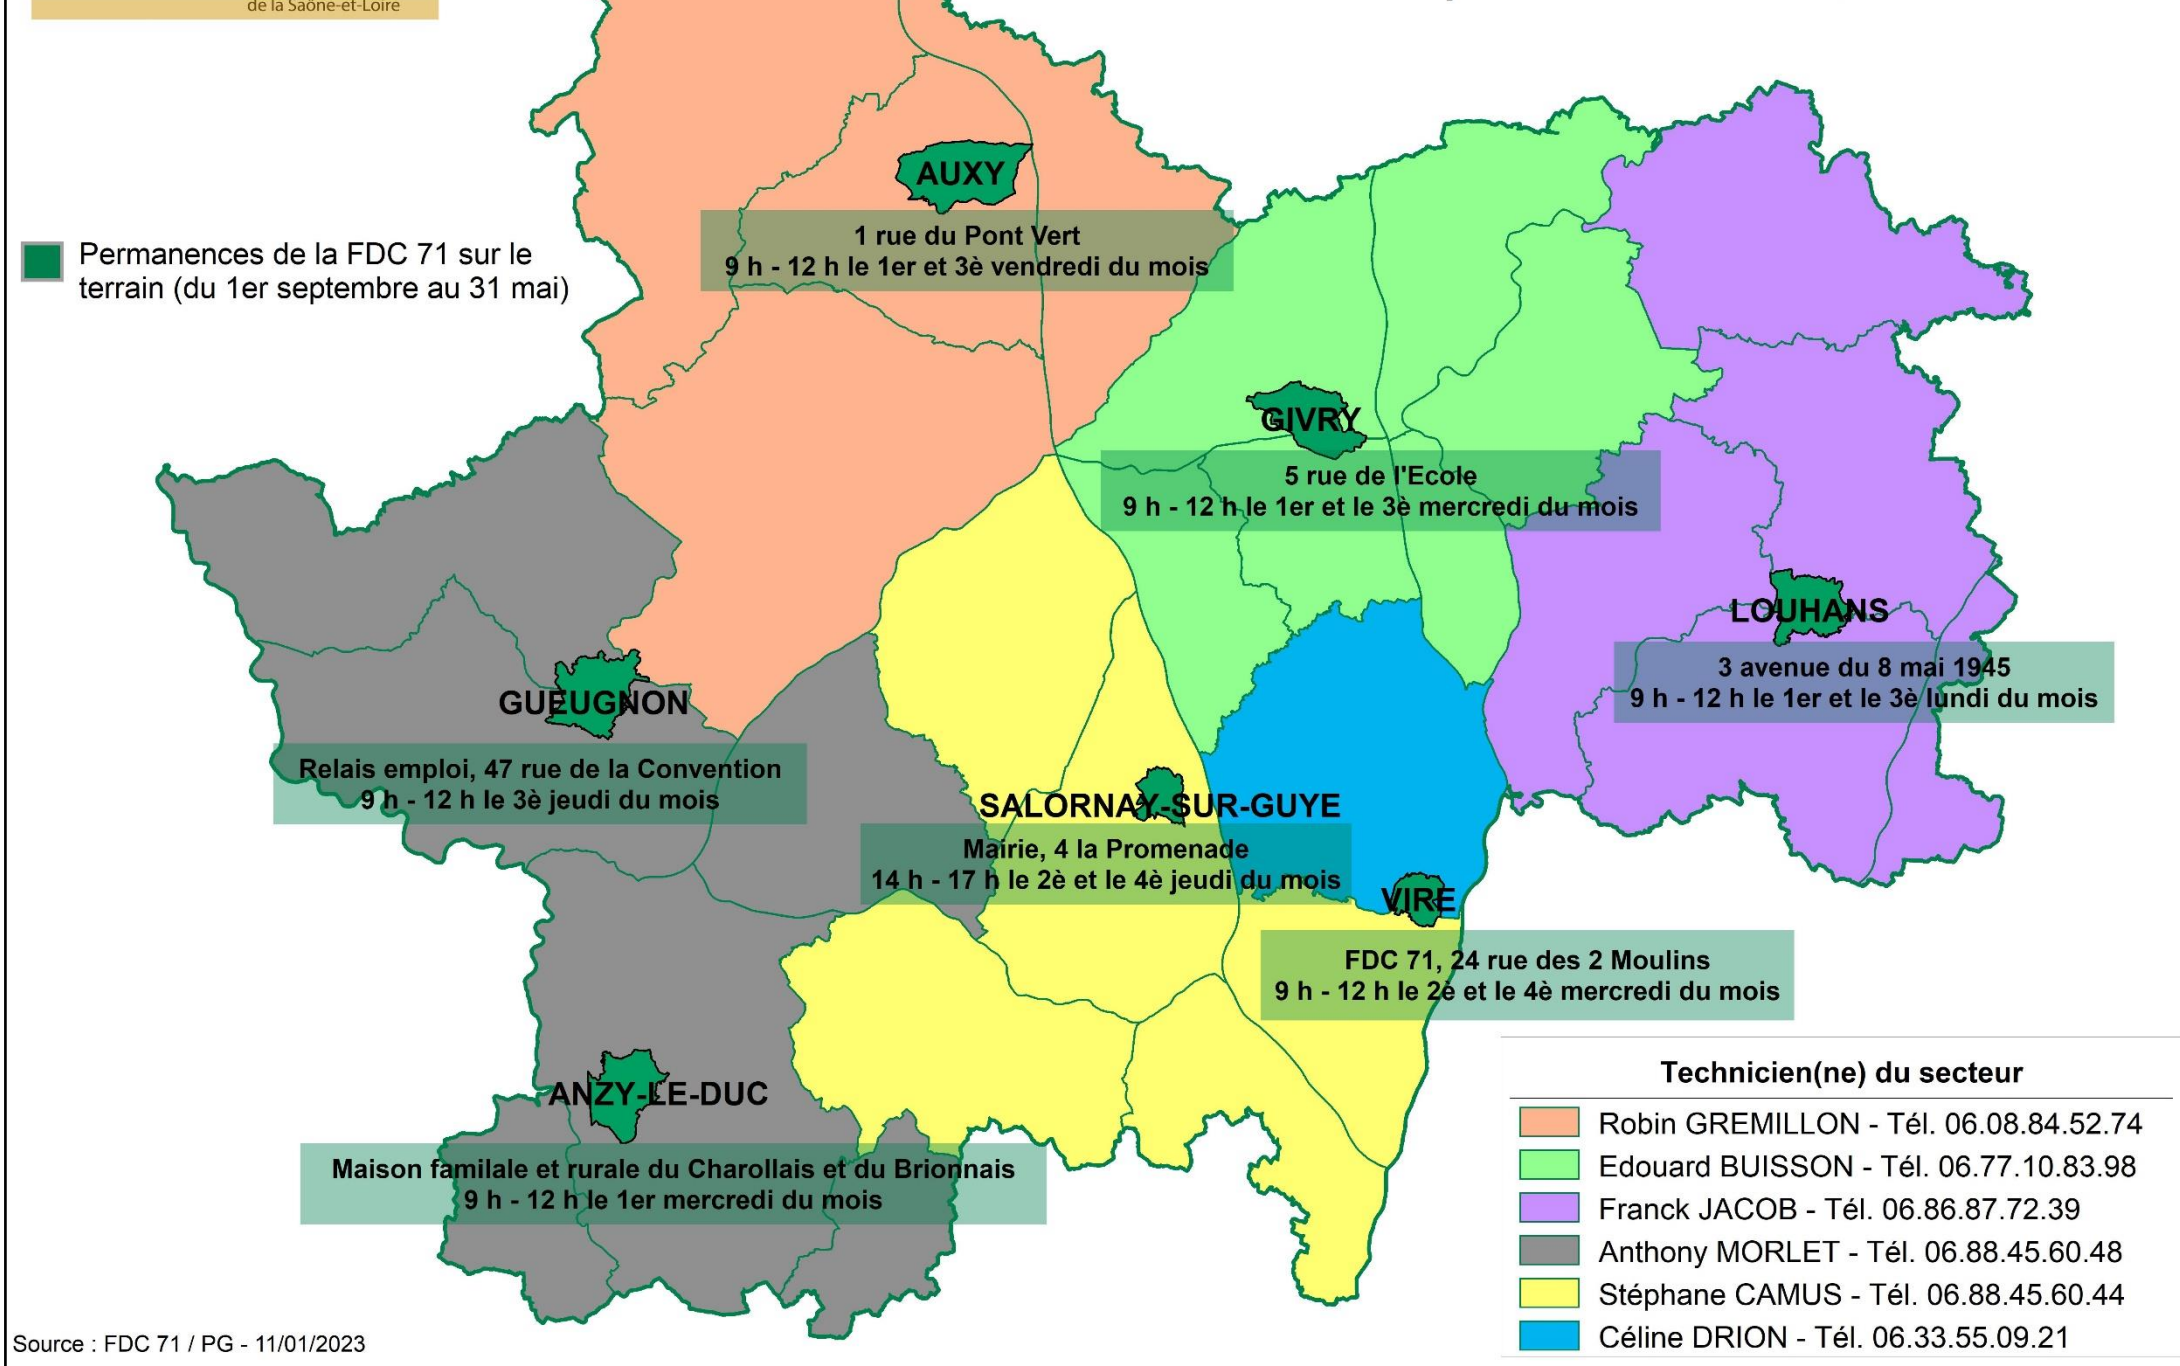 de la Saône-et-Loire
AUXY
1 rue du Pont Vert
9 h - 12 h le 1er et 3è vendredi du mois
Permanences de la FDC 71 sur le
terrain (du 1er septembre au 31 mai)
GIVRY
5 rue de l'Ecole
9 h - 12 h le 1er et le 3è mercredi du mois
LOUHANS
3 avenue du 8 mai 1945
9 h - 12 h le 1er et le 3è lundi du mois
GUEUGNON
Relais emploi, 47 rue de la Convention
9 h - 12 h le 3è jeudi du mois
SALORNAY-SUR-GUYE
Mairie, 4 la Promenade
14 h - 17 h le 2è et le 4è jeudi du mois
VIRE
FDC 71, 24 rue des 2 Moulins
9 h - 12 h le 2è et le 4è mercredi du mois
ANZY-LE-DUC
Maison familale et rurale du Charollais et du Brionnais
9 h - 12 h le 1er mercredi du mois
Technicien(ne) du secteur
Robin GREMILLON - Tél. 06.08.84.52.74
Edouard BUISSON - Tél. 06.77.10.83.98
Franck JACOB - Tél. 06.86.87.72.39
Anthony MORLET - Tél. 06.88.45.60.48
Stéphane CAMUS - Tél. 06.88.45.60.44
Céline DRION - Tél. 06.33.55.09.21
Source : FDC 71 / PG - 11/01/2023